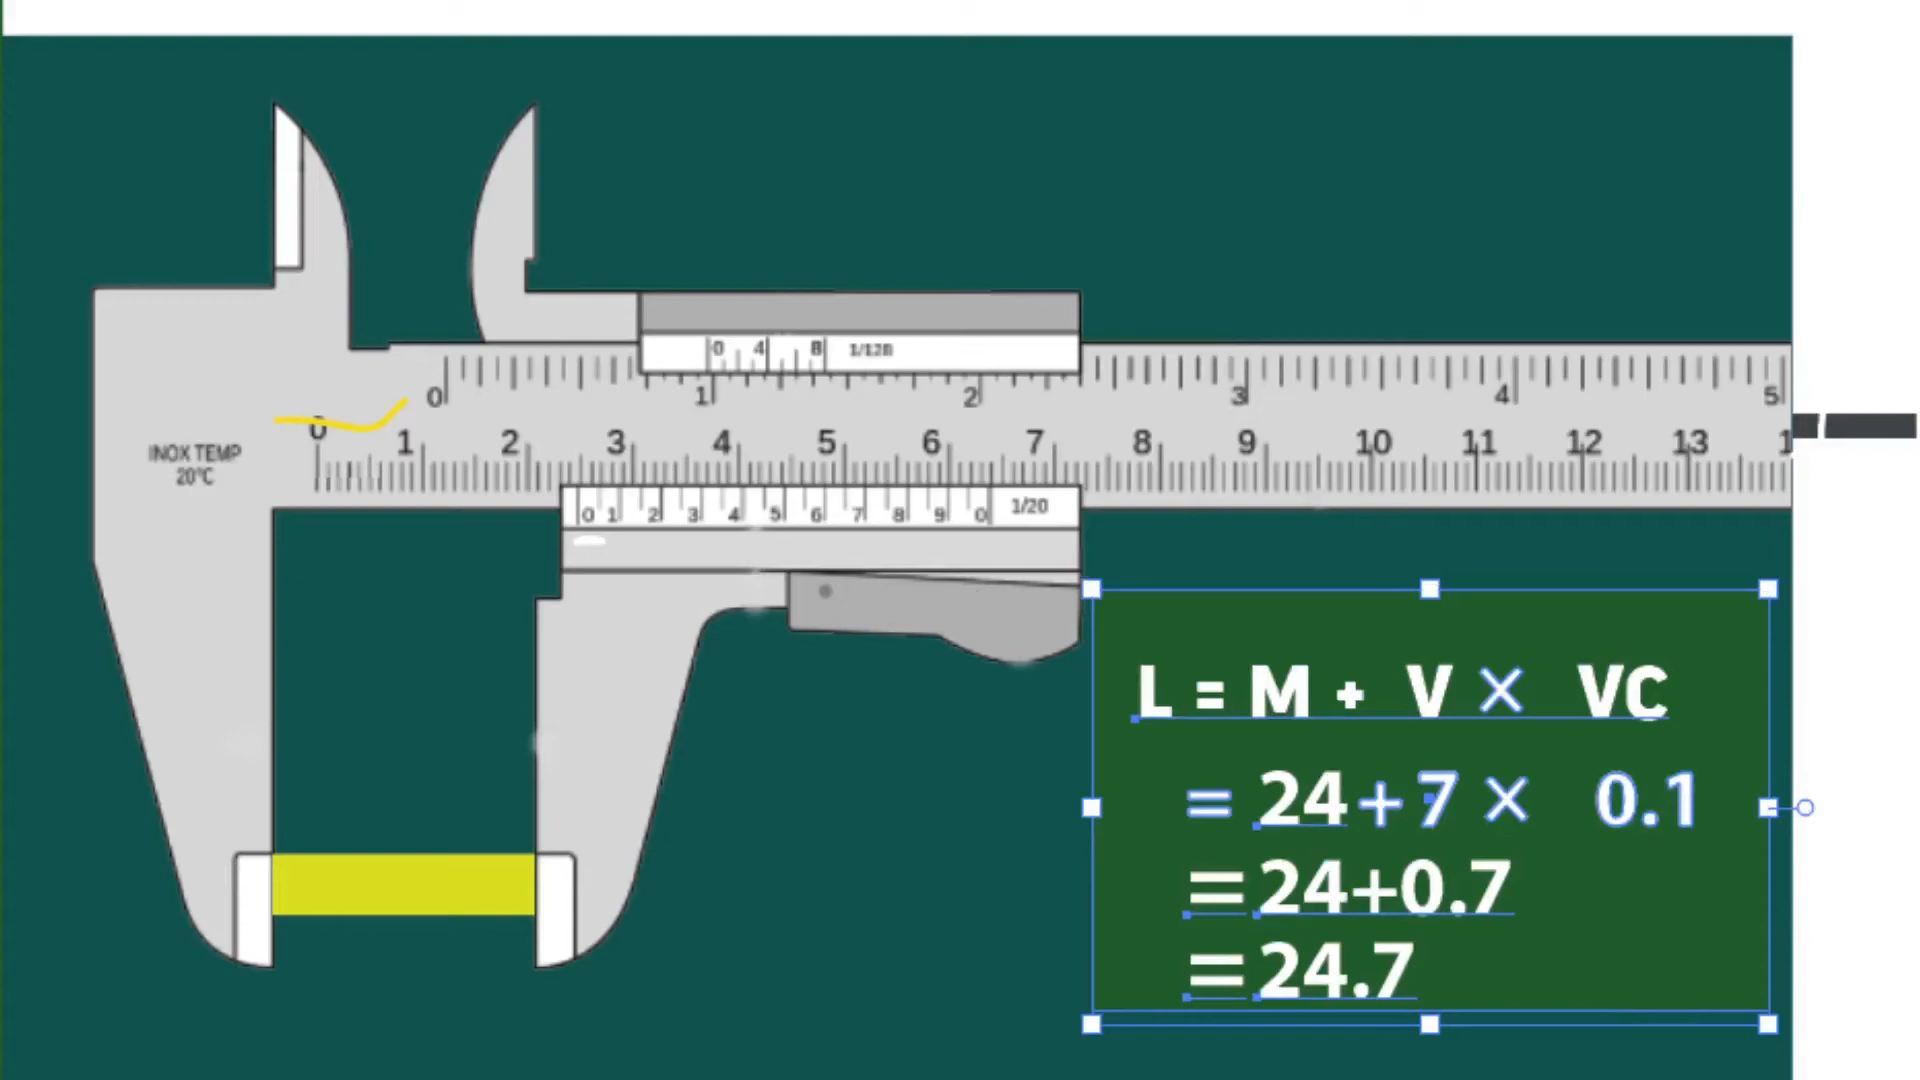 0 4 8 1/128
0 1 2 3 4 5
0 1 2 3 4 5 6 7 8 9 10 11 12 13 1
INOX TEMP
20°C
0 1 2 3 4 5 6 7 8 9 0 1/20
L = M + V × VC
= 24 + 7 × 0.1
= 24+0.7
= 24.7